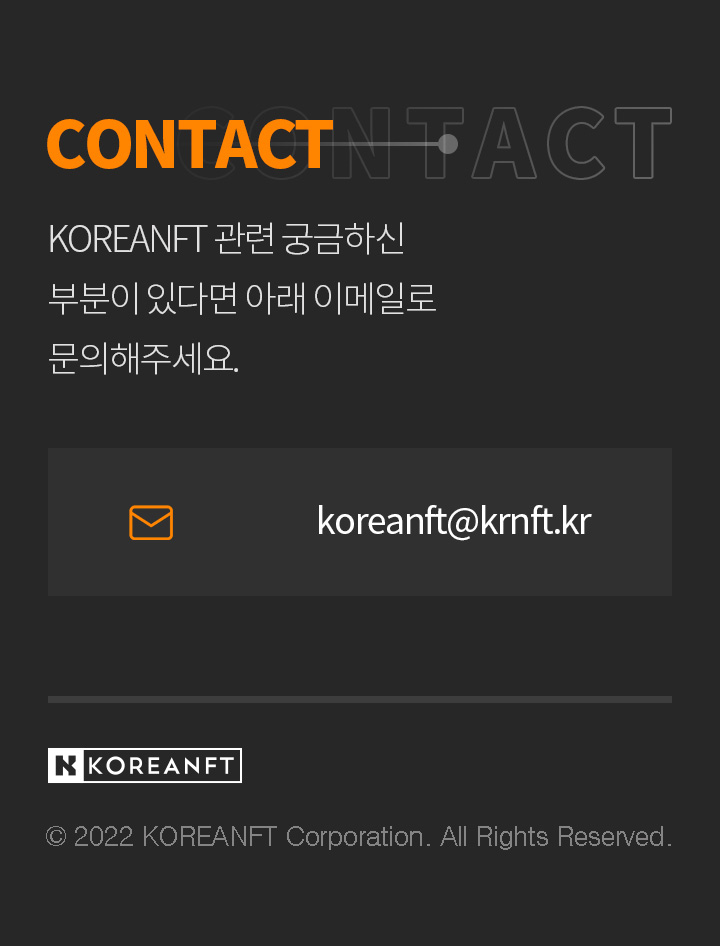 CONTACT
CONTACT
KOREANFT 관련 궁금하신
부분이 있다면 아래 이메일로
문의해주세요.
koreanft@krnft.kr
KOREANFT
© 2022 KOREANFT Corporation. All Rights Reserved.